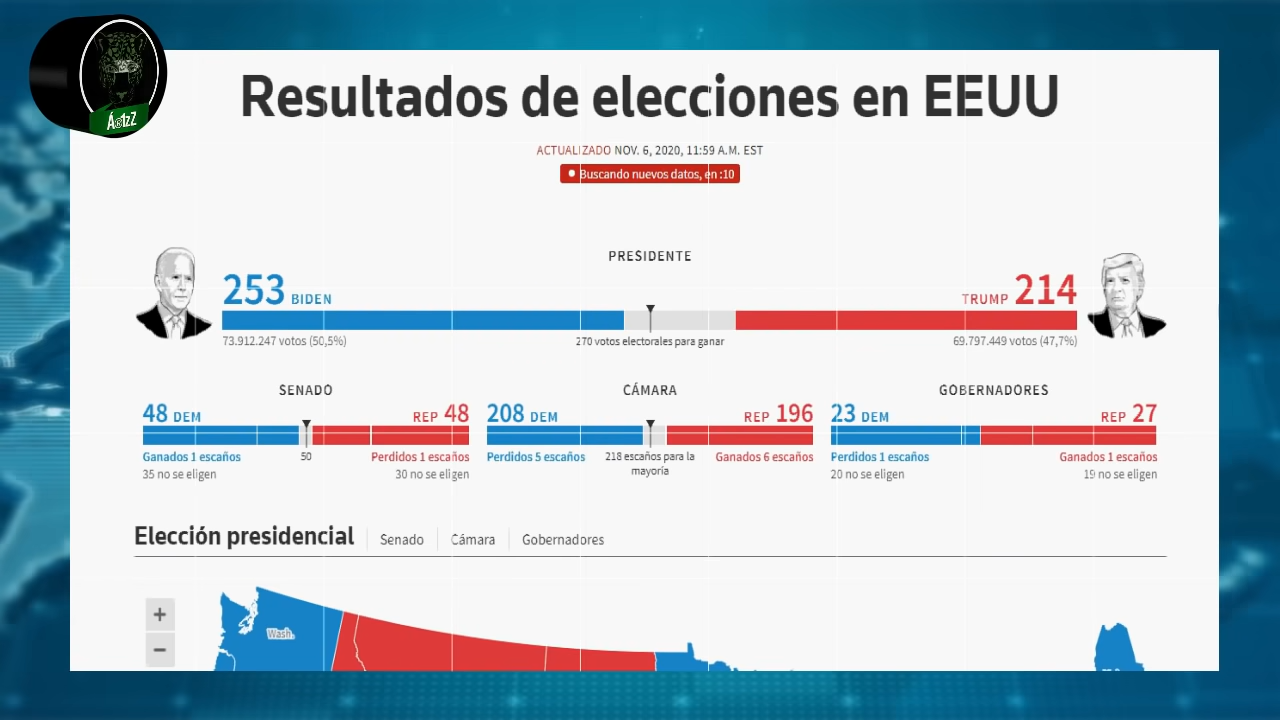 Resultados de elecciones en EEUU
ACTUALIZADO NOV. 6, 2020, 11:59 A.M. EST
Buscando nuevos datos, en :10
PRESIDENTE
253 BIDEN
TRUMP 214
73.912.247 votos (50,5%)
270 votos electorales para ganar
69.797.449 votos (47,7%)
SENADO
48 DEM
REP 48
Ganados 1 escaños
50
Perdidos 1 escaños
35 no se eligen
30 no se eligen
CÁMARA
208 DEM
REP 196
Perdidos 5 escaños
218 escaños para la
mayoría
Ganados 6 escaños
GOBERNADORES
23 DEM
REP 27
Perdidos 1 escaños
Ganados 1 escaños
20 no se eligen
19 no se eligen
Elección presidencial
Senado
Cámara
Gobernadores
+
−
Wash.